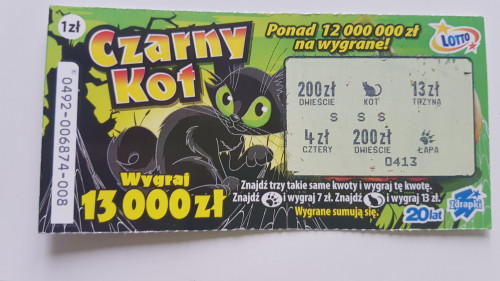 1zł
Czarny
Kot
Ponad 12 000 000 zł
na wygrane!
LOTTO
0492-006874-008
200zł KOT 13zł
DWIEŚCIE KOT TRZYNA
S S S
4zł 200zł ŁAPA
CZTERY DWIEŚCIE ŁAPA
0413
Wygraj
13 000 zł
Znajdź trzy takie same kwoty i wygraj tę kwotę.
Znajdź i wygraj 7 zł. Znajdź i wygraj 13 zł.
Wygrane sumują się.
20 lat
Zdrapki